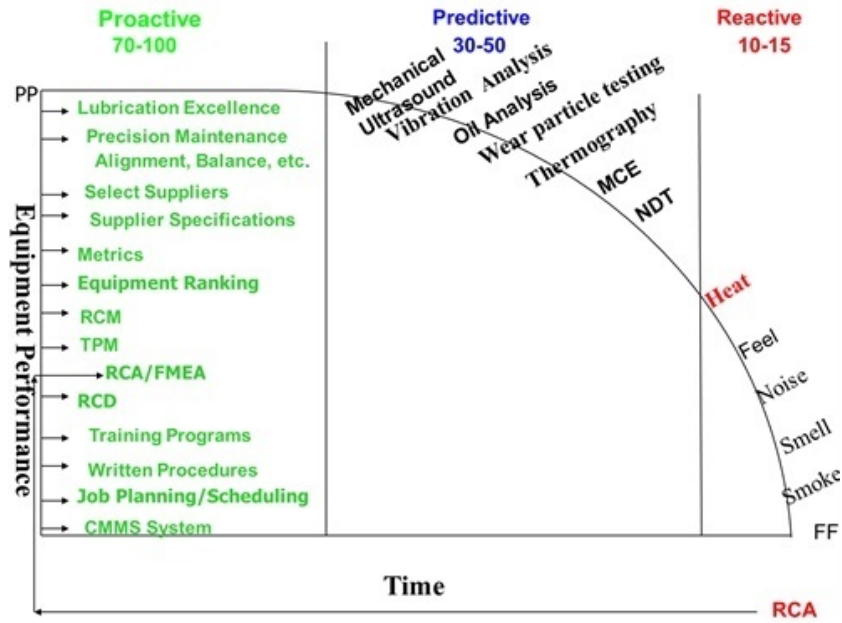 Proactive
70-100
Predictive
30-50
Reactive
10-15
PP
Lubrication Excellence
Precision Maintenance
Alignment, Balance, etc.
Select Suppliers
Supplier Specifications
Metrics
Equipment Ranking
RCM
TPM
RCA/FMEA
RCD
Training Programs
Written Procedures
Job Planning/Scheduling
CMMS System
Equipment Performance
Mechanical
Ultrasound
Vibration Analysis
Oil Analysis
Wear particle testing
Thermography
MCE
NDT
Heat
Feel
Noise
Smell
Smoke
FF
Time
RCA